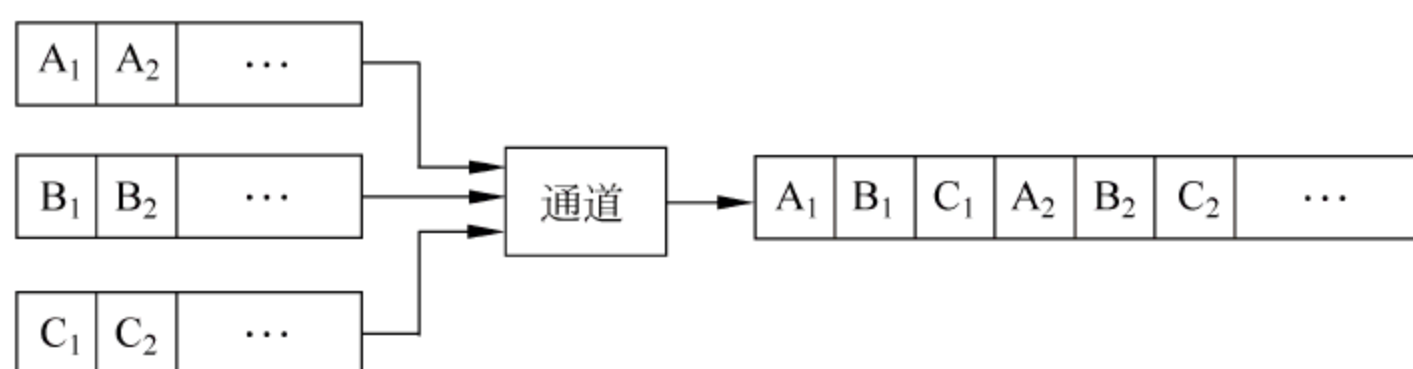 A₁ A₂ …
B₁ B₂ …
通道
A₁ B₁ C₁ A₂ B₂ C₂ …
C₁ C₂ …